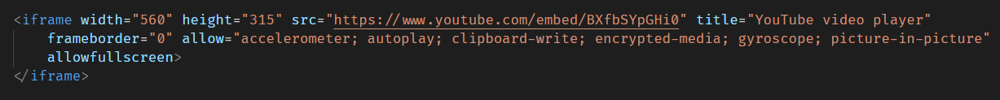 <iframe width="560" height="315" src="https://www.youtube.com/embed/BXfbSYpGHi0" title="YouTube video player"
frameborder="0" allow="accelerometer; autoplay; clipboard-write; encrypted-media; gyroscope; picture-in-picture"
allowfullscreen>
</iframe>